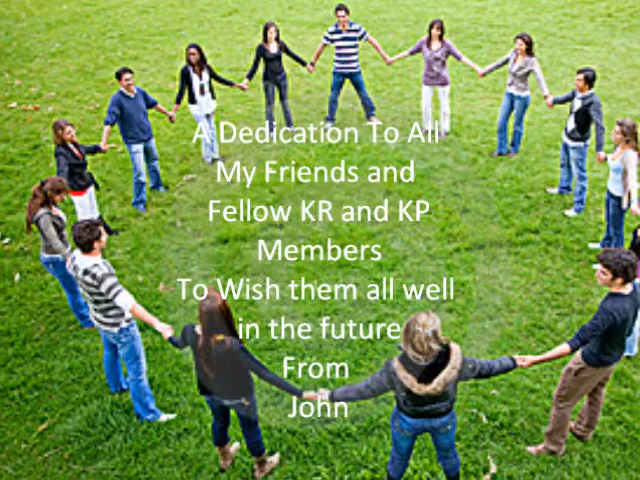 A Dedication To All
My Friends and
Fellow KR and KP
Members
To Wish them all well
in the future
From
John